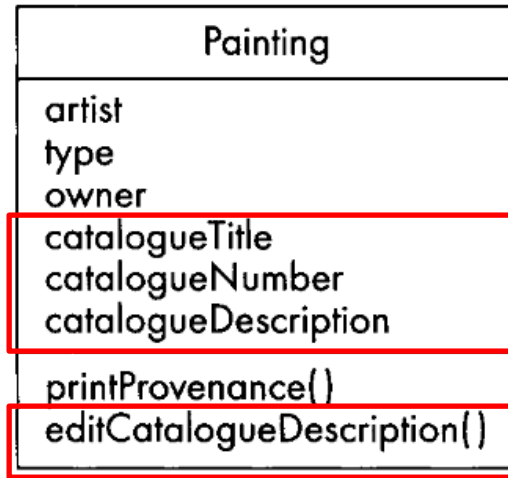 Painting
artist
type
owner
catalogueTitle
catalogueNumber
catalogueDescription
printProvenance()
editCatalogueDescription()